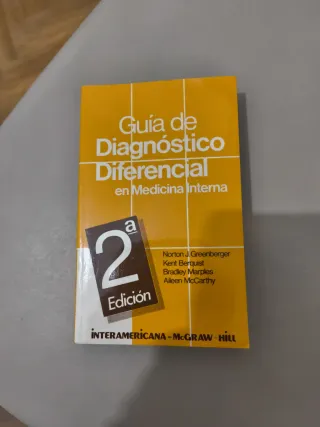 Guía de
Diagnóstico
Diferencial
en Medicina Interna
2ª
Edición
Norton J. Greenberger
Kent Berquist
Bradley Marples
Aileen McCarthy
INTERAMERICANA - McGRAW - HILL